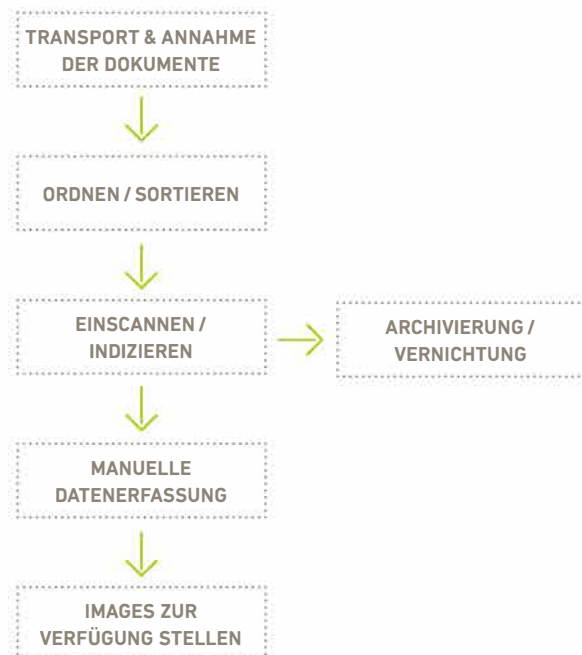 TRANSPORT & ANNAHME
DER DOKUMENTE
ORDNEN / SORTIEREN
EINSCANNEN /
INDIZIEREN
ARCHIVIERUNG /
VERNICHTUNG
MANUELLE
DATENERFASSUNG
IMAGES ZUR
VERFÜGUNG STELLEN